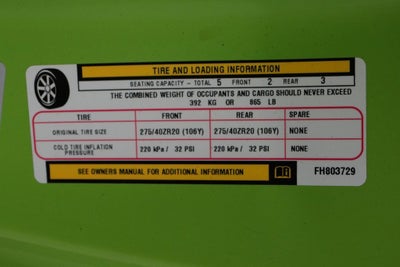 TIRE AND LOADING INFORMATION
SEATING CAPACITY - TOTAL 5 FRONT 2 REAR 3
THE COMBINED WEIGHT OF OCCUPANTS AND CARGO SHOULD NEVER EXCEED
392 KG OR 865 LB
TIRE FRONT REAR SPARE
ORIGINAL TIRE SIZE 275/40ZR20 (106Y) 275/40ZR20 (106Y) NONE
COLD TIRE INFLATION
PRESSURE 220 kPa / 32 PSI 220 kPa / 32 PSI NONE
SEE OWNERS MANUAL FOR ADDITIONAL INFORMATION FH803729